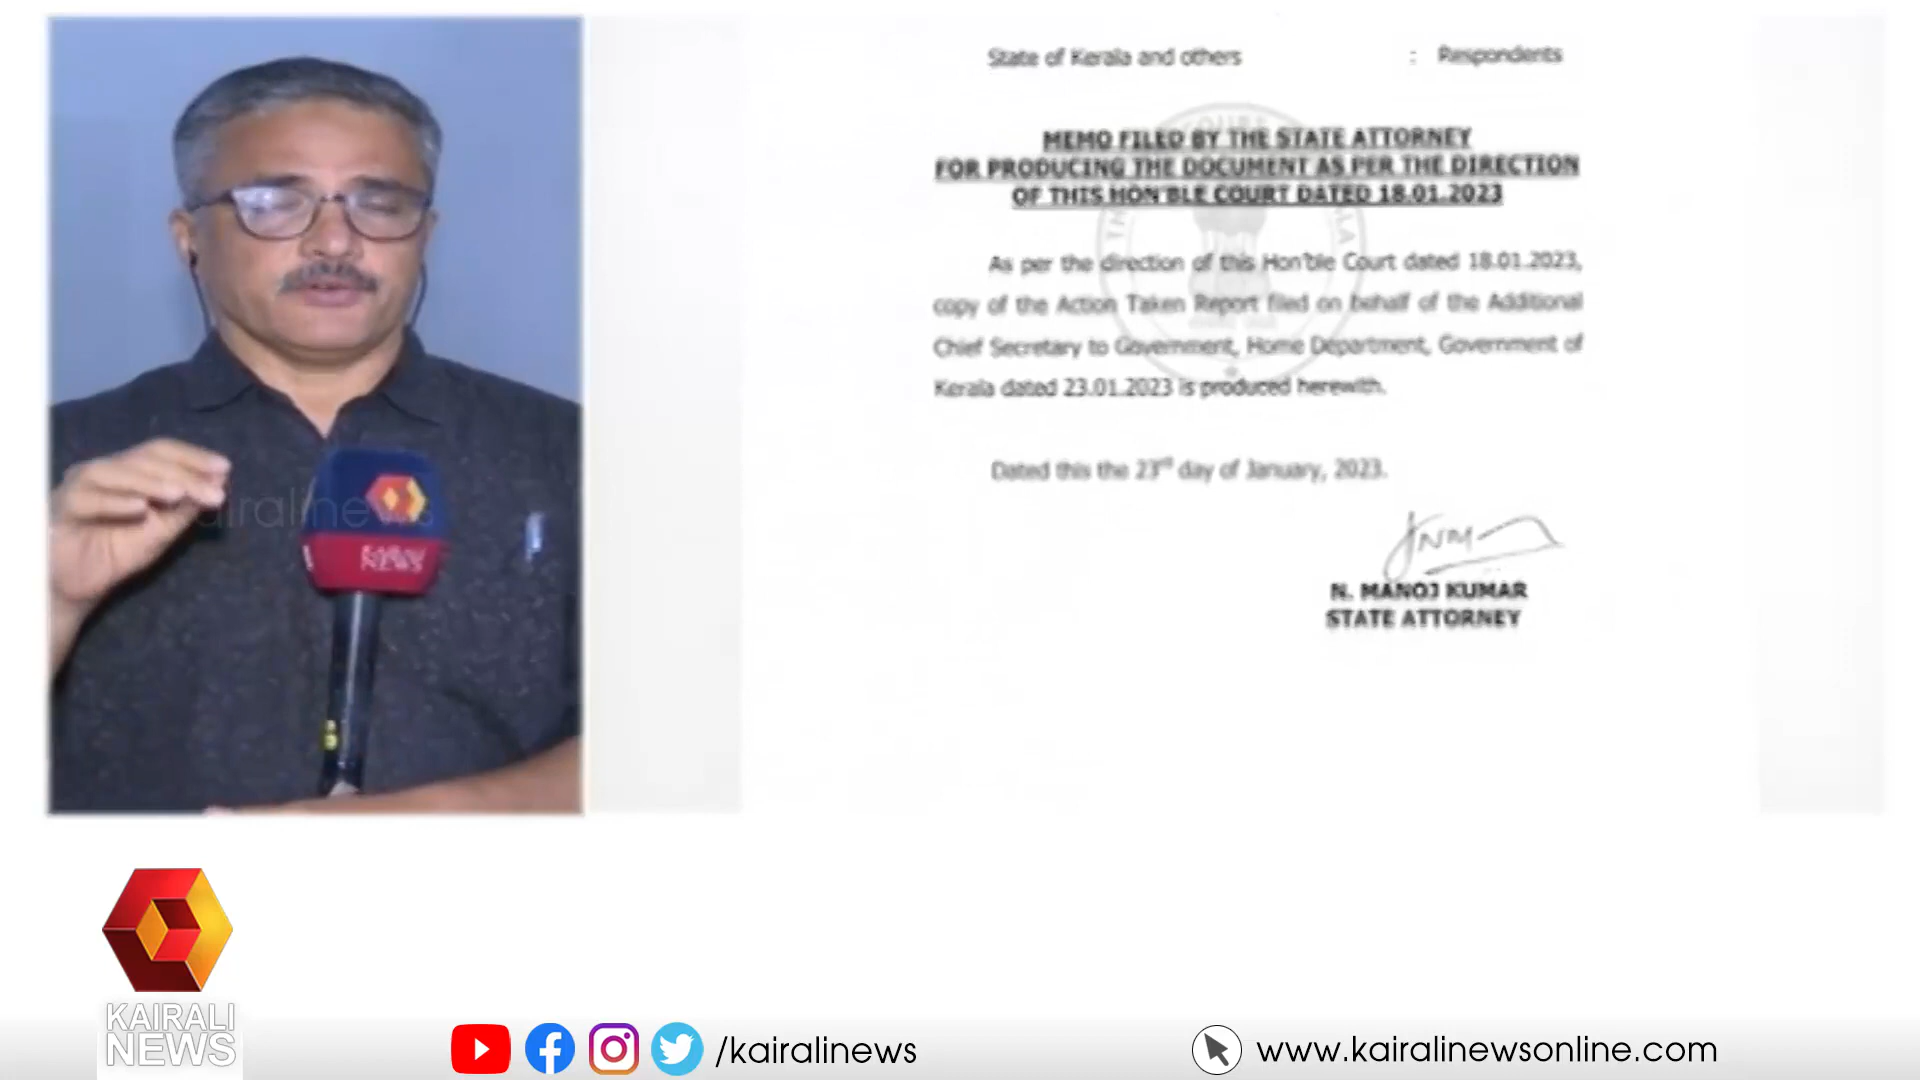 State of Kerala and others : Respondents
MEMO FILED BY THE STATE ATTORNEY
FOR PRODUCING THE DOCUMENT AS PER THE DIRECTION
OF THIS HON'BLE COURT DATED 18.01.2023
As per the direction of this Hon'ble Court dated 18.01.2023,
copy of the Action Taken Report filed on behalf of the Additional
Chief Secretary to Government, Home Department, Government of
Kerala dated 23.01.2023 is produced herewith.
Dated this the 23rd day of January, 2023.
N. MANOJ KUMAR
STATE ATTORNEY
kairalinews
KAIRALI
NEWS
KAIRALI
NEWS
/kairalinews
www.kairalinewsonline.com